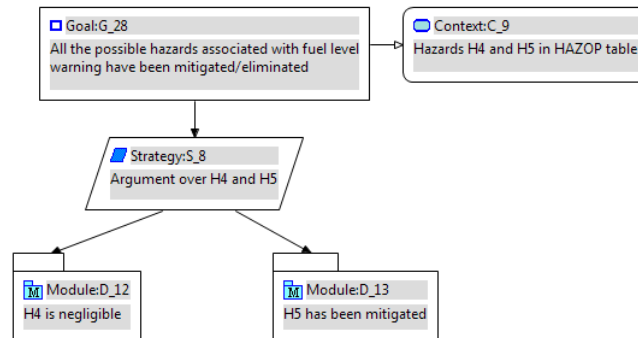 Goal:G_28
All the possible hazards associated with fuel level
warning have been mitigated/eliminated
Context:C_9
Hazards H4 and H5 in HAZOP table
Strategy:S_8
Argument over H4 and H5
M Module:D_12
H4 is negligible
M Module:D_13
H5 has been mitigated